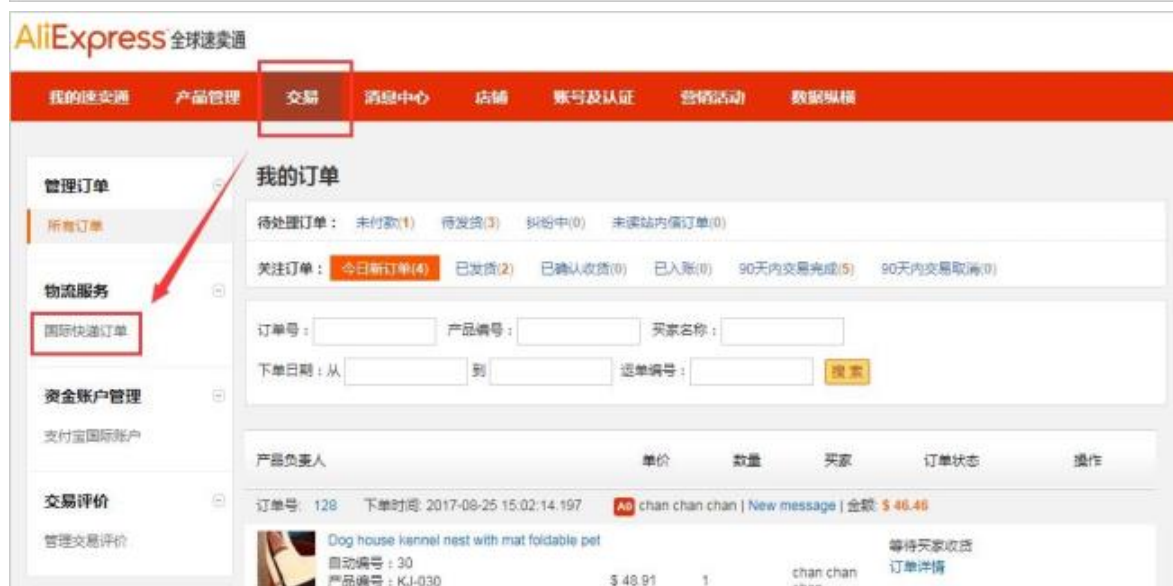 AliExpress 全球速卖通
我的速卖通 产品管理 交易 消息中心 店铺 账号及认证 营销活动 数据纵横
管理订单
所有订单
物流服务
国际快递订单
资金账户管理
支付宝国际账户
交易评价
管理交易评价
我的订单
待处理订单： 未付款(1) 待发货(3) 纠纷中(0) 未读站内信订单(0)
关注订单： 今日新订单(4) 已发货(2) 已确认收货(0) 已入账(0) 90天内交易完成(5) 90天内交易取消(0)
订单号： 产品编号： 买家名称：
下单日期：从 到 运单编号： 搜索
产品负责人 单价 数量 买家 订单状态 操作
订单号: 128 下单时间: 2017-08-25 15:02:14.197 A0 chan chan chan | New message | 金额: $ 46.46
Dog house kennel nest with mat foldable pet
自动编号：30
产品编号：KJ-030
$ 48.91 1 chan chan
等待买家收货
订单详情